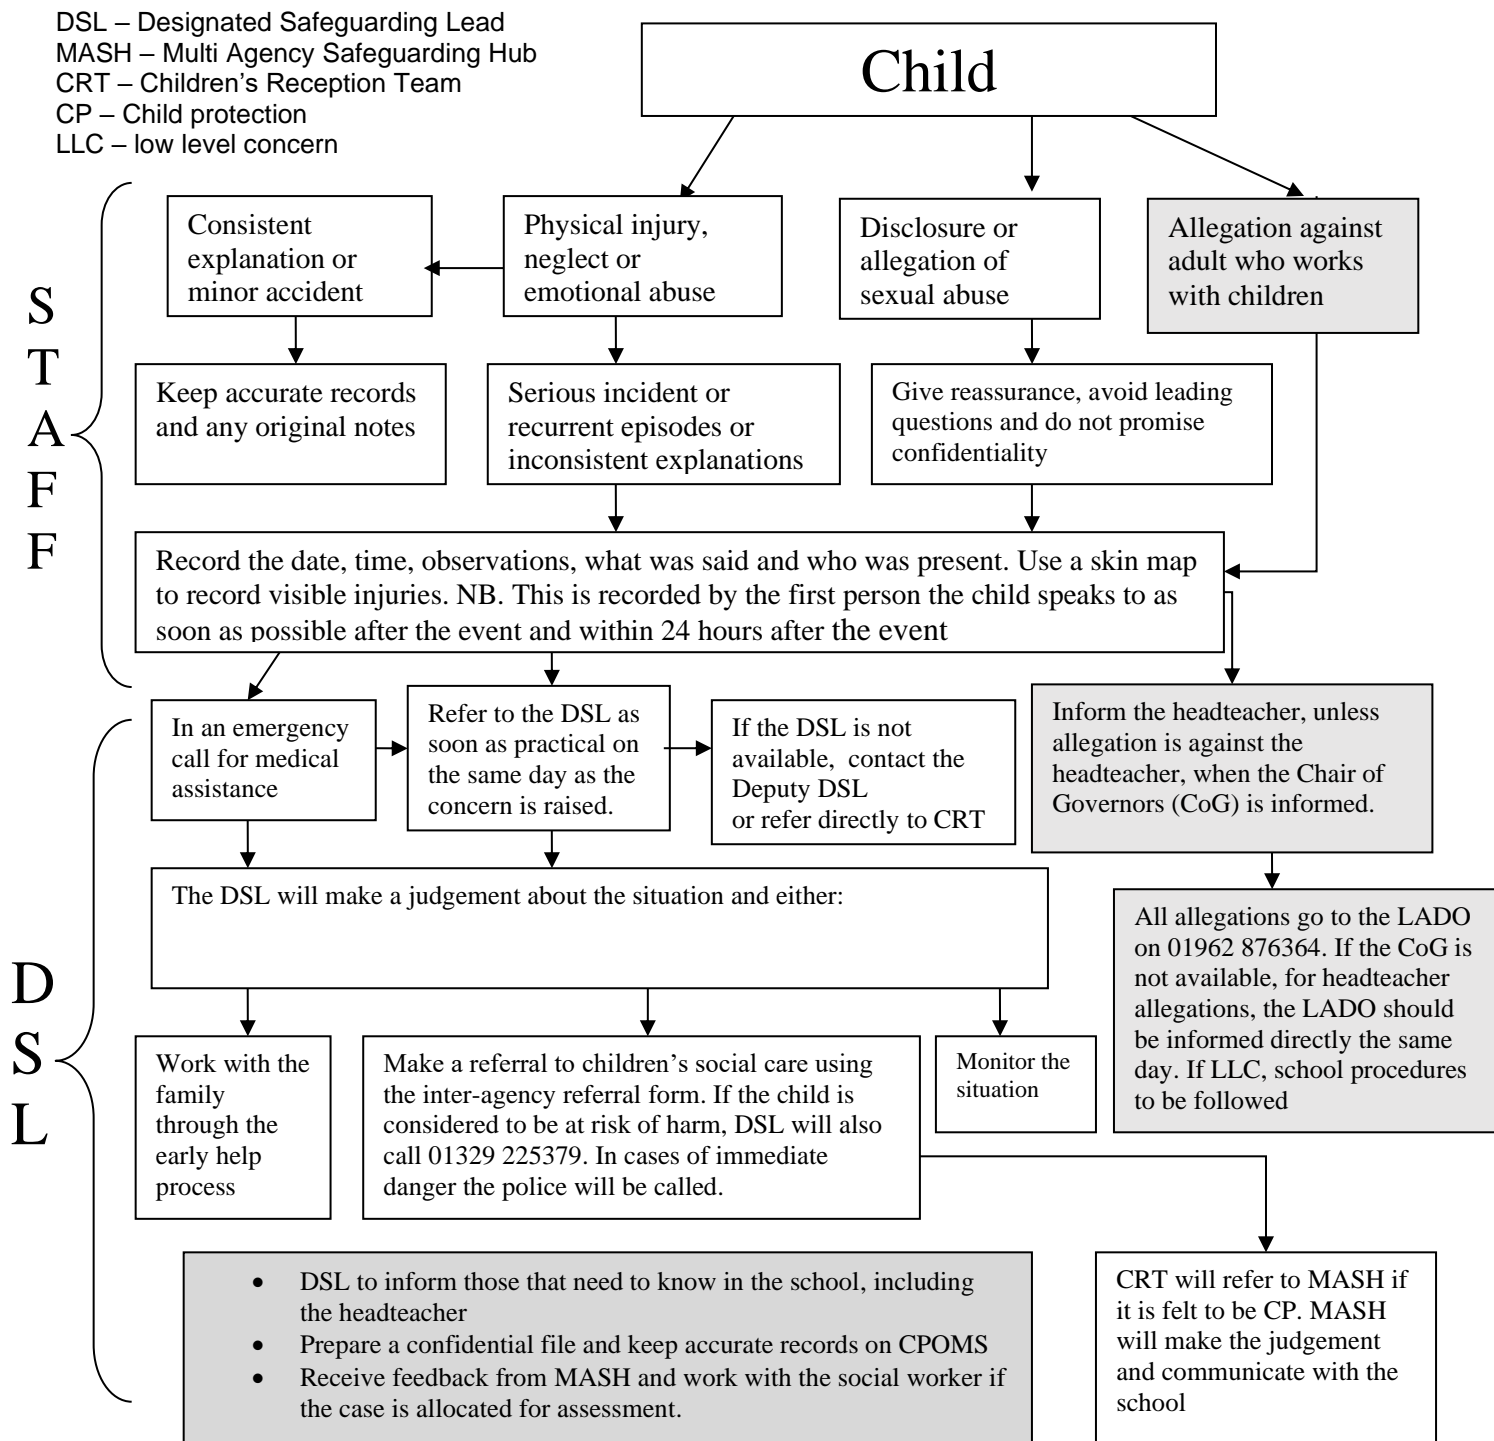 DSL – Designated Safeguarding Lead
MASH – Multi Agency Safeguarding Hub
CRT – Children's Reception Team
CP – Child protection
LLC – low level concern
Child
S
T
A
F
F
Consistent
explanation or
minor accident
Physical injury,
neglect or
emotional abuse
Disclosure or
allegation of
sexual abuse
Allegation against
adult who works
with children
Keep accurate records
and any original notes
Serious incident or
recurrent episodes or
inconsistent explanations
Give reassurance, avoid leading
questions and do not promise
confidentiality
Record the date, time, observations, what was said and who was present. Use a skin map
to record visible injuries. NB. This is recorded by the first person the child speaks to as
soon as possible after the event and within 24 hours after the event
D
S
L
In an emergency
call for medical
assistance
Refer to the DSL as
soon as practical on
the same day as the
concern is raised.
If the DSL is not
available, contact the
Deputy DSL
or refer directly to CRT
Inform the headteacher, unless
allegation is against the
headteacher, when the Chair of
Governors (CoG) is informed.
The DSL will make a judgement about the situation and either:
All allegations go to the LADO
on 01962 876364. If the CoG is
not available, for headteacher
allegations, the LADO should
be informed directly the same
day. If LLC, school procedures
to be followed
Work with the
family
through the
early help
process
Make a referral to children's social care using
the inter-agency referral form. If the child is
considered to be at risk of harm, DSL will also
call 01329 225379. In cases of immediate
danger the police will be called.
Monitor the
situation
• DSL to inform those that need to know in the school, including
the headteacher
• Prepare a confidential file and keep accurate records on CPOMS
• Receive feedback from MASH and work with the social worker if
the case is allocated for assessment.
CRT will refer to MASH if
it is felt to be CP. MASH
will make the judgement
and communicate with the
school